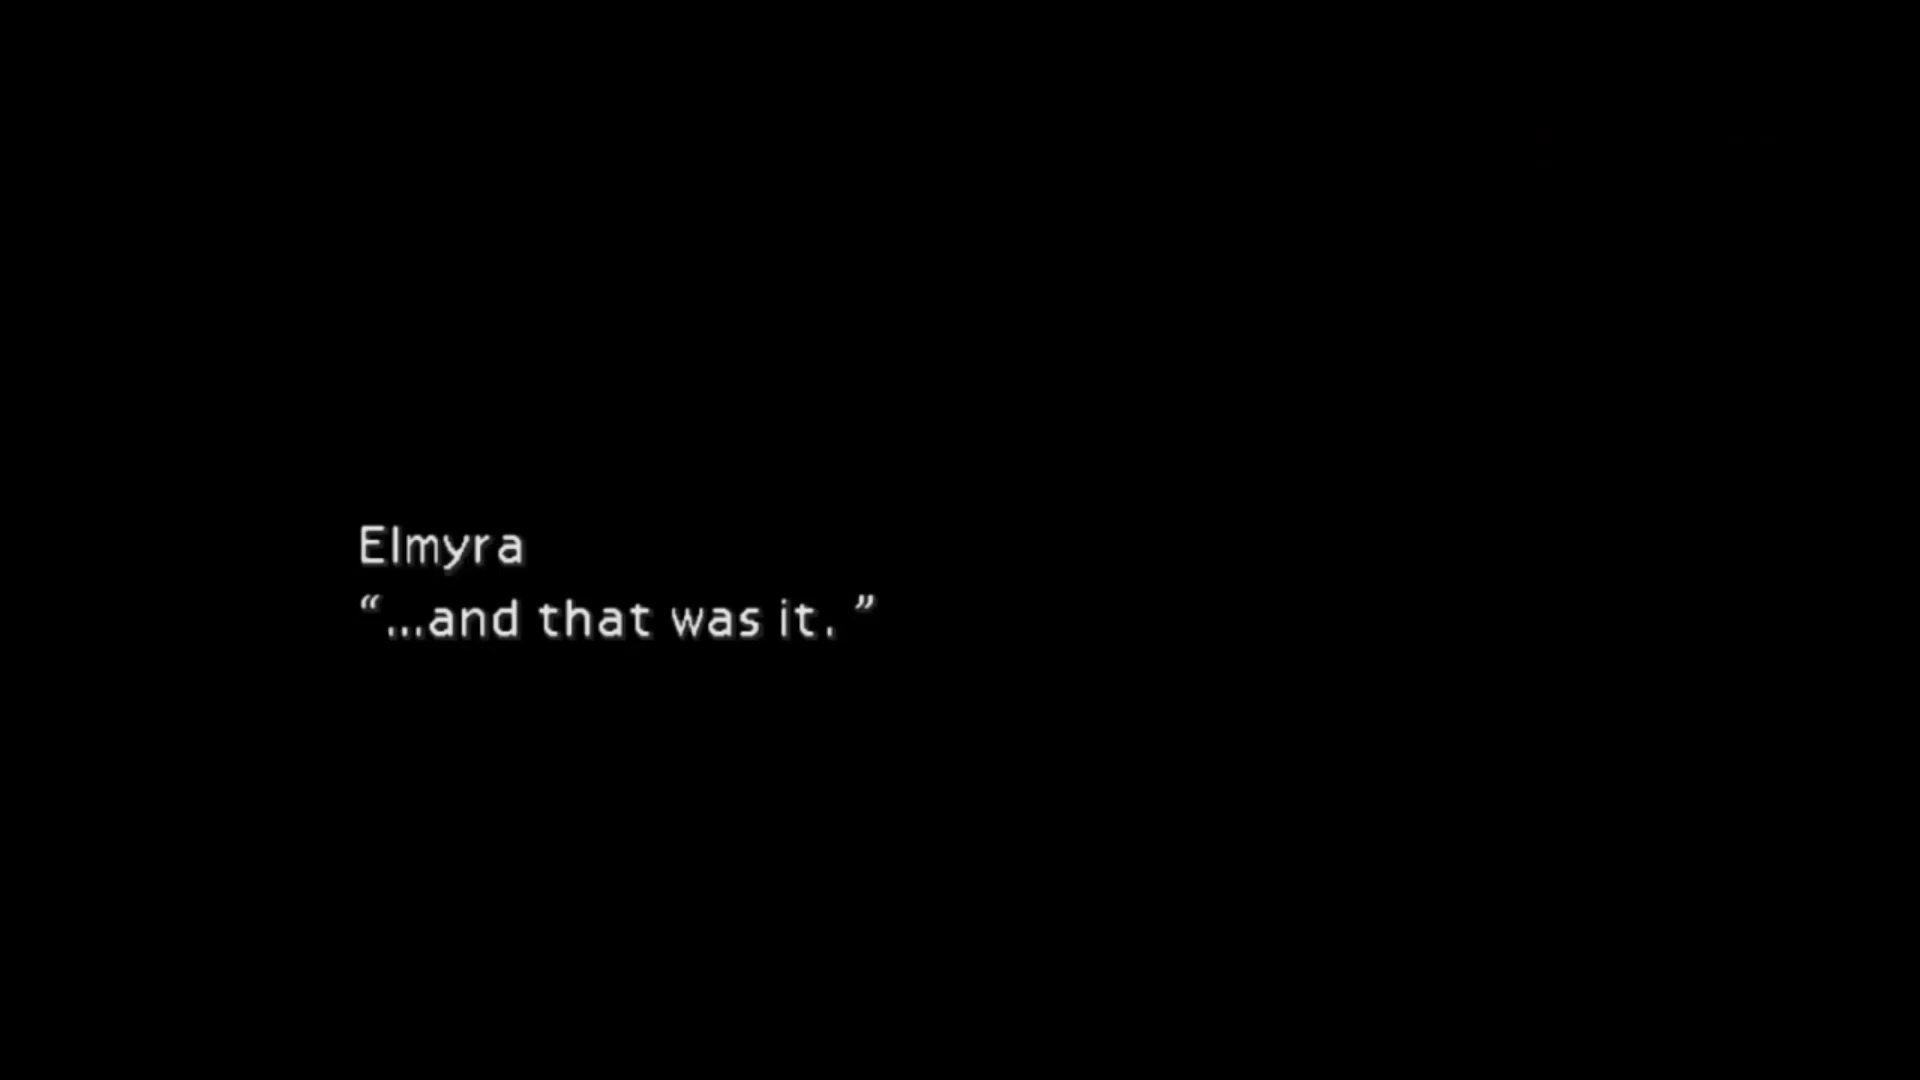 Elmyra
“...and that was it. ”